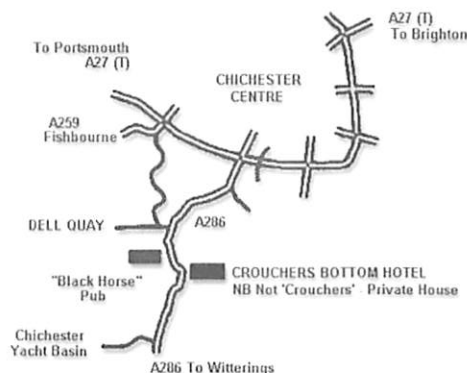 A27 (T)
To Brighton
To Portsmouth
A27 (T)
CHICHESTER
CENTRE
A259
Fishbourne
DELL QUAY
A286
"Black Horse"
Pub
CROUCHERS BOTTOM HOTEL
NB Not 'Crouchers' - Private House
Chichester
Yacht Basin
A286 To Witterings